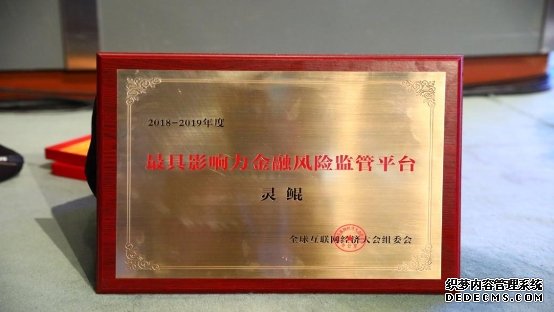 2018-2019年度
最具影响力金融风险监管平台
灵鲲
全球互联网经济大会组委会
织梦内容管理系统
DEDECMS.COM